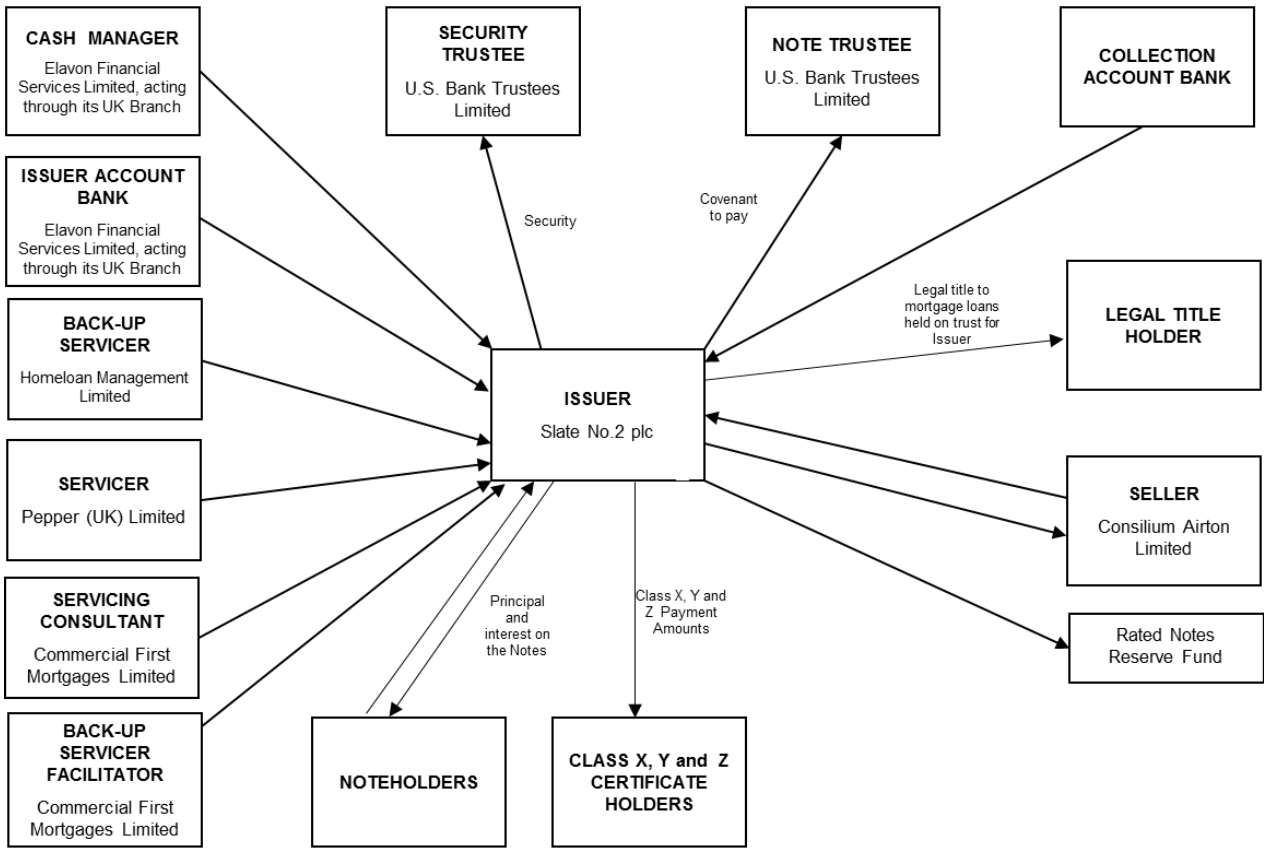 CASH MANAGER
Elavon Financial
Services Limited, acting
through its UK Branch
SECURITY
TRUSTEE
U.S. Bank Trustees
Limited
NOTE TRUSTEE
U.S. Bank Trustees
Limited
COLLECTION
ACCOUNT BANK
ISSUER ACCOUNT
BANK
Elavon Financial
Services Limited, acting
through its UK Branch
Security
Covenant
to pay
BACK-UP
SERVICER
Homeloan Management
Limited
Legal title to
mortgage loans
held on trust for
Issuer
LEGAL TITLE
HOLDER
ISSUER
Slate No.2 plc
SERVICER
Pepper (UK) Limited
SELLER
Consilium Airton
Limited
SERVICING
CONSULTANT
Commercial First
Mortgages Limited
Principal
and
interest on
the Notes
Class X, Y and
Z Payment
Amounts
Rated Notes
Reserve Fund
BACK-UP
SERVICER
FACILITATOR
Commercial First
Mortgages Limited
NOTEHOLDERS
CLASS X, Y and Z
CERTIFICATE
HOLDERS